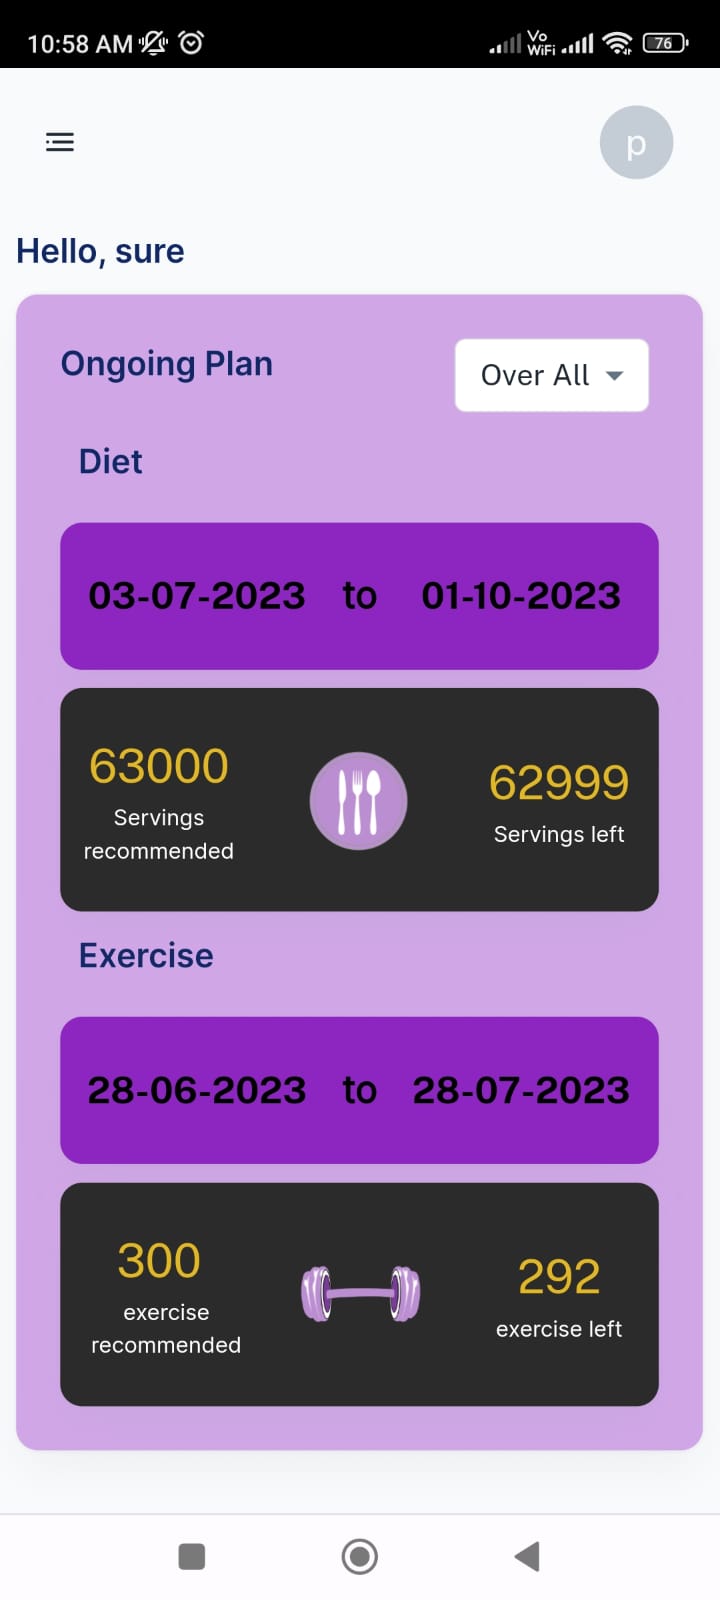 10:58 AM
Vo
WiFi
76
p
Hello, sure
Ongoing Plan
Over All
Diet
03-07-2023 to 01-10-2023
63000
Servings
recommended
62999
Servings left
Exercise
28-06-2023 to 28-07-2023
300
exercise
recommended
292
exercise left